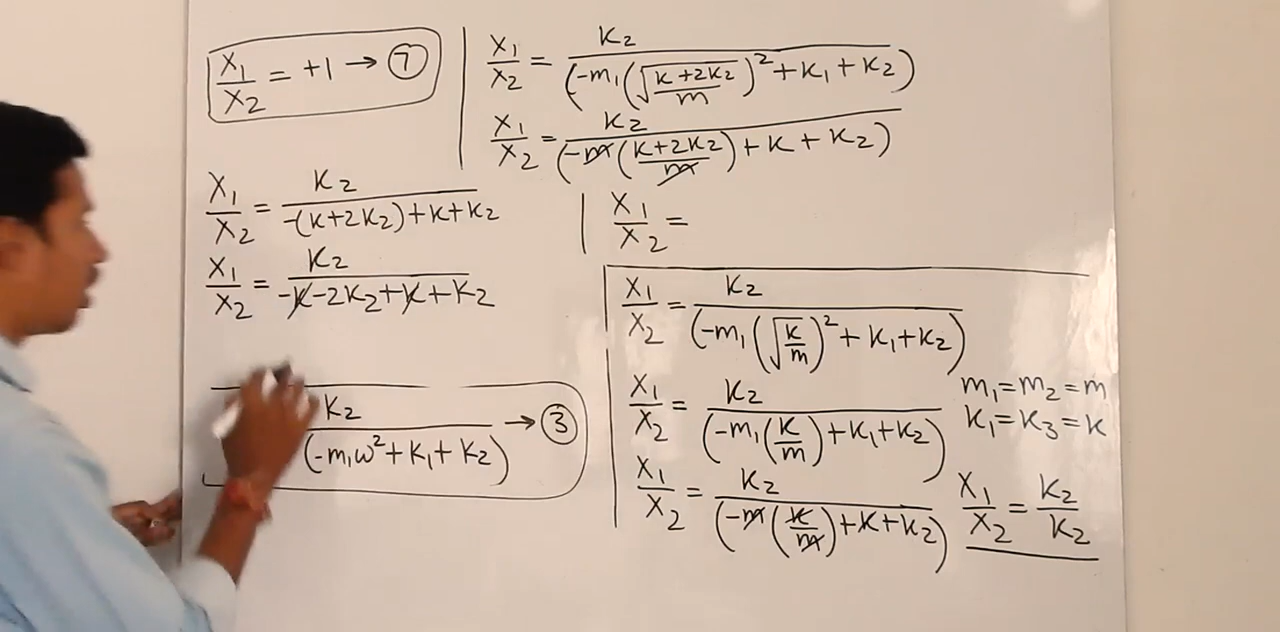 X₁/X₂ = +1 → ⑦
X₁/X₂ = K₂/(-m₁(√((K+2K₂)/m))²+K₁+K₂)
X₁/X₂ = K₂/(-m((K+2K₂)/m)+K+K₂)
X₁/X₂ = K₂/(-(K+2K₂)+K+K₂)
X₁/X₂ =
X₁/X₂ = K₂/(-K-2K₂+K+K₂)
K₂/(-m₁ω²+K₁+K₂) → ③
X₁/X₂ = K₂/(-m₁(√(K/m))²+K₁+K₂)
X₁/X₂ = K₂/(-m₁(K/m)+K₁+K₂)
m₁=m₂=m
K₁=K₃=K
X₁/X₂ = K₂/(-m(K/m)+K+K₂)
X₁/X₂ = K₂/K₂